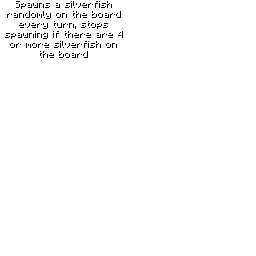 Spawns a silverfish
randomly on the board
every turn, stops
spawning if there are 4
or more silverfish on
the board